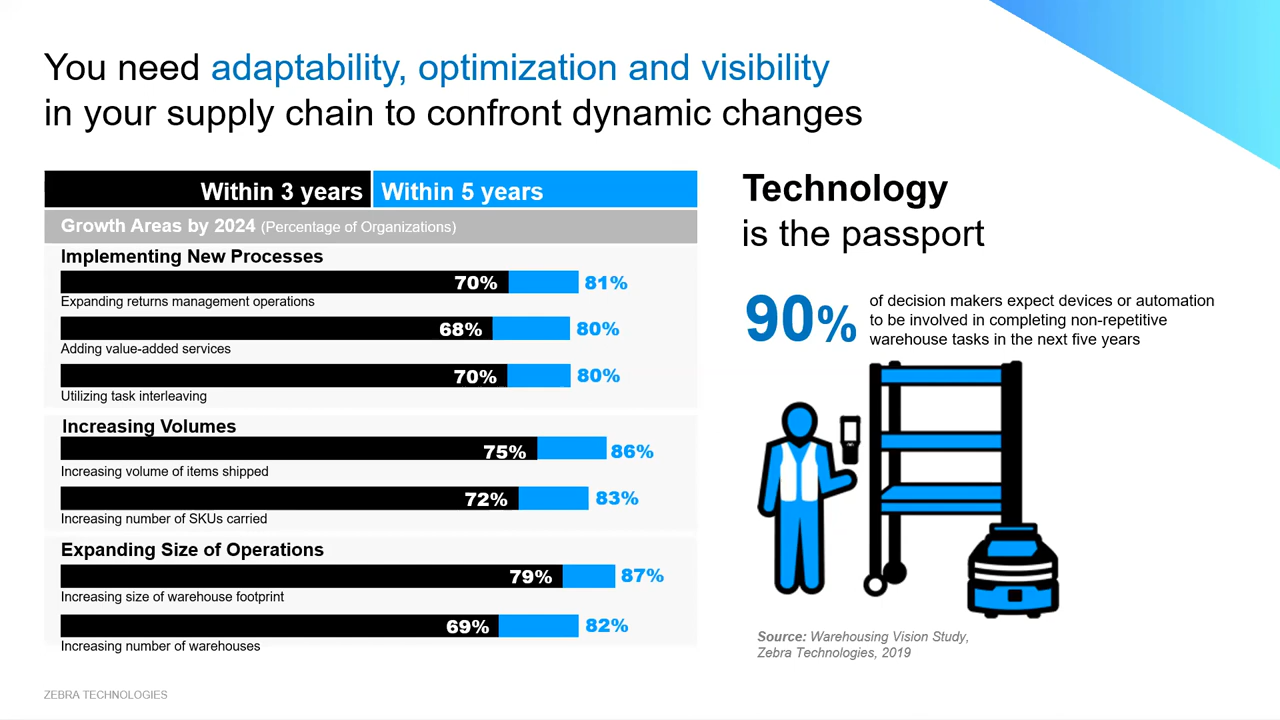 You need adaptability, optimization and visibility
in your supply chain to confront dynamic changes
Within 3 years
Within 5 years
Growth Areas by 2024 (Percentage of Organizations)
Implementing New Processes
70%
81%
Expanding returns management operations
68%
80%
Adding value-added services
70%
80%
Utilizing task interleaving
Increasing Volumes
75%
86%
Increasing volume of items shipped
72%
83%
Increasing number of SKUs carried
Expanding Size of Operations
79%
87%
Increasing size of warehouse footprint
69%
82%
Increasing number of warehouses
Technology
is the passport
90%
of decision makers expect devices or automation
to be involved in completing non-repetitive
warehouse tasks in the next five years
Source: Warehousing Vision Study,
Zebra Technologies, 2019
ZEBRA TECHNOLOGIES